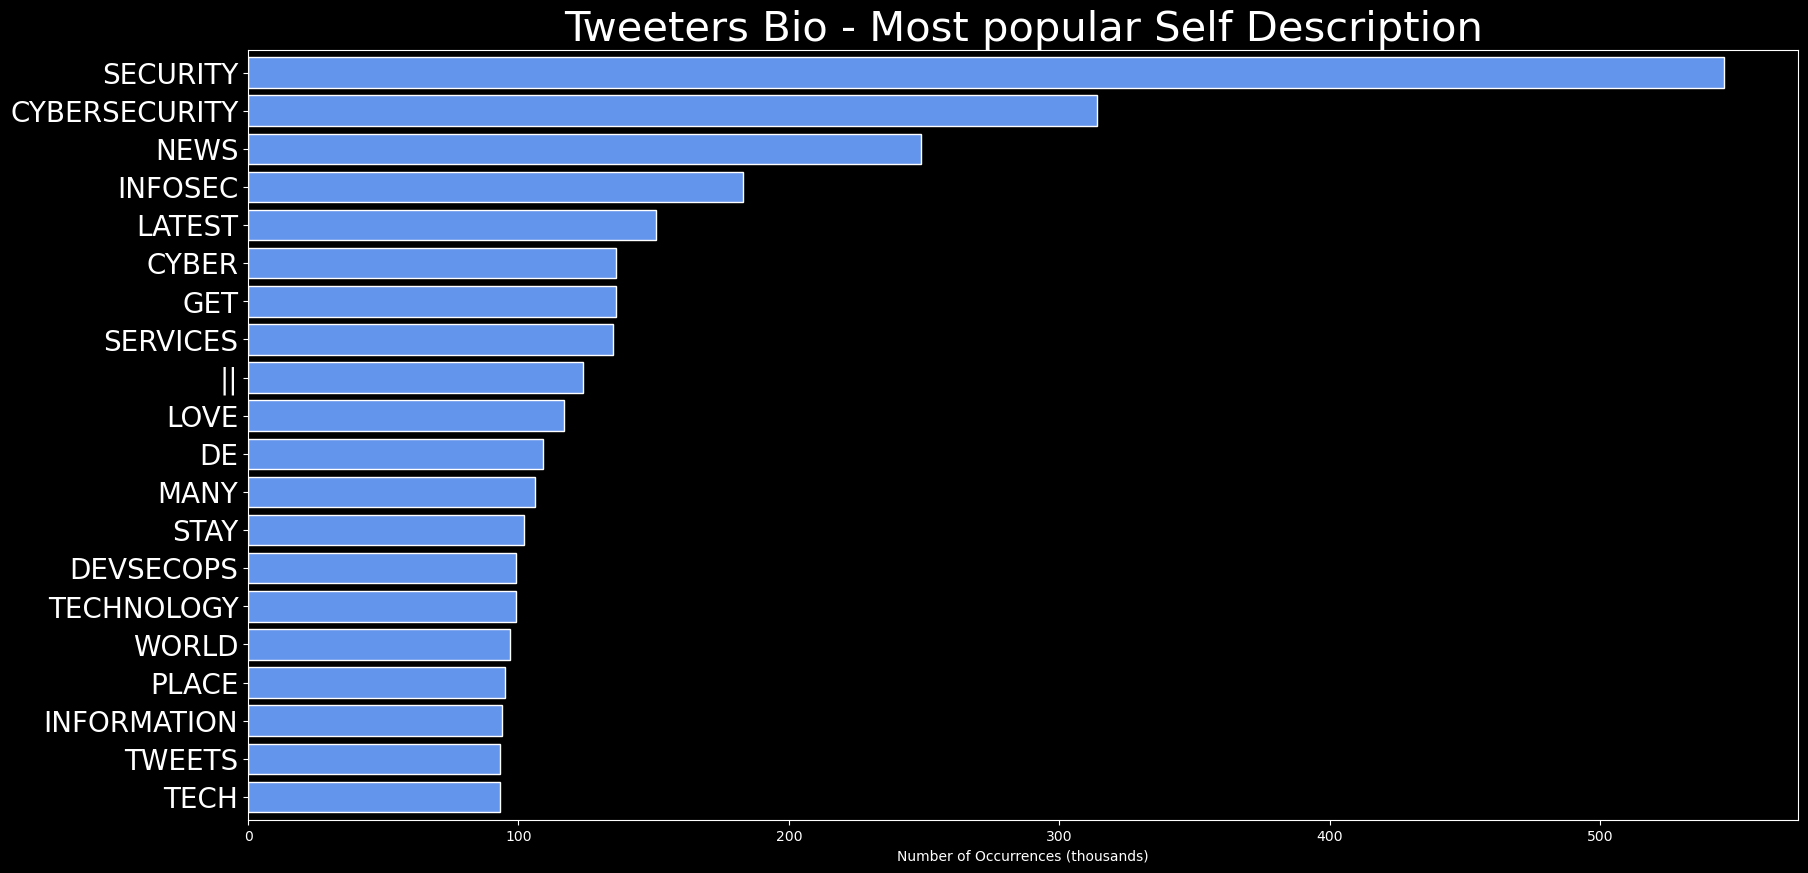 Tweeters Bio - Most popular Self Description
SECURITY
CYBERSECURITY
NEWS
INFOSEC
LATEST
CYBER
GET
SERVICES
||
LOVE
DE
MANY
STAY
DEVSECOPS
TECHNOLOGY
WORLD
PLACE
INFORMATION
TWEETS
TECH
0 100 200 300 400 500
Number of Occurrences (thousands)